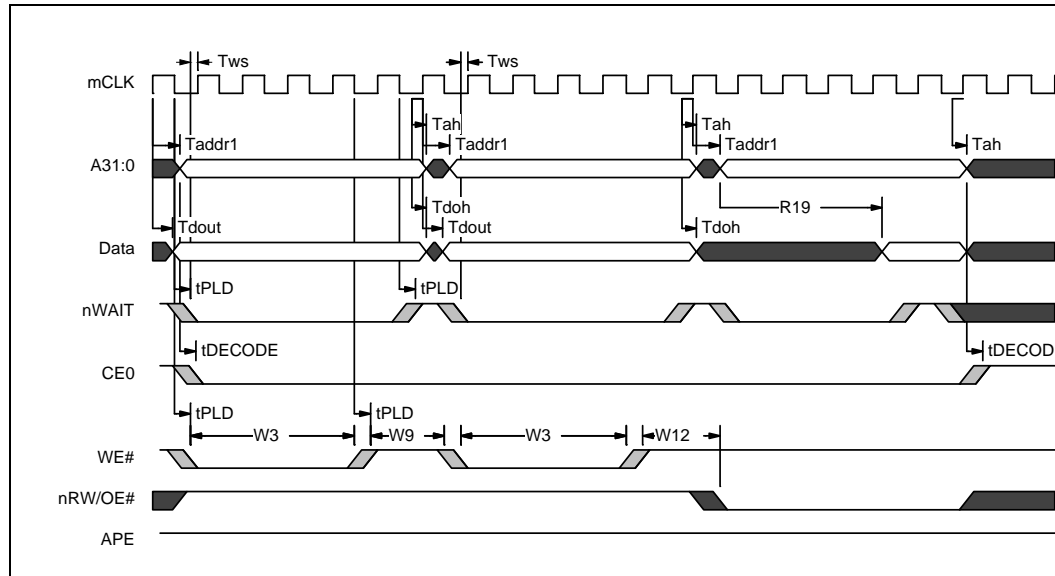 Tws Tws
mCLK
Tah Tah
Taddr1 Taddr1 Taddr1 Tah
A31:0
Tdoh R19
Tdout Tdout Tdoh
Data
tPLD tPLD
nWAIT
tDECODE tDECOD
CE0
tPLD tPLD
W3 W9 W3 W12
WE#
nRW/OE#
APE